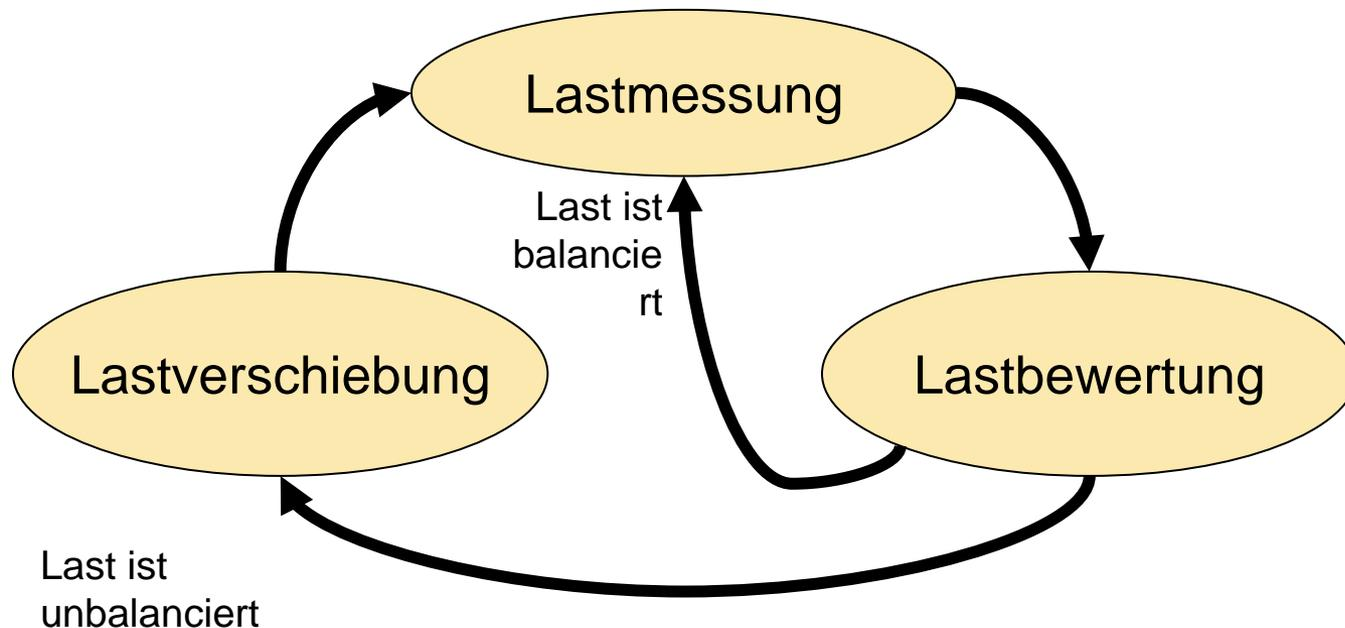 Lastmessung
Last ist
balancie
rt
Lastverschiebung
Lastbewertung
Last ist
unbalanciert